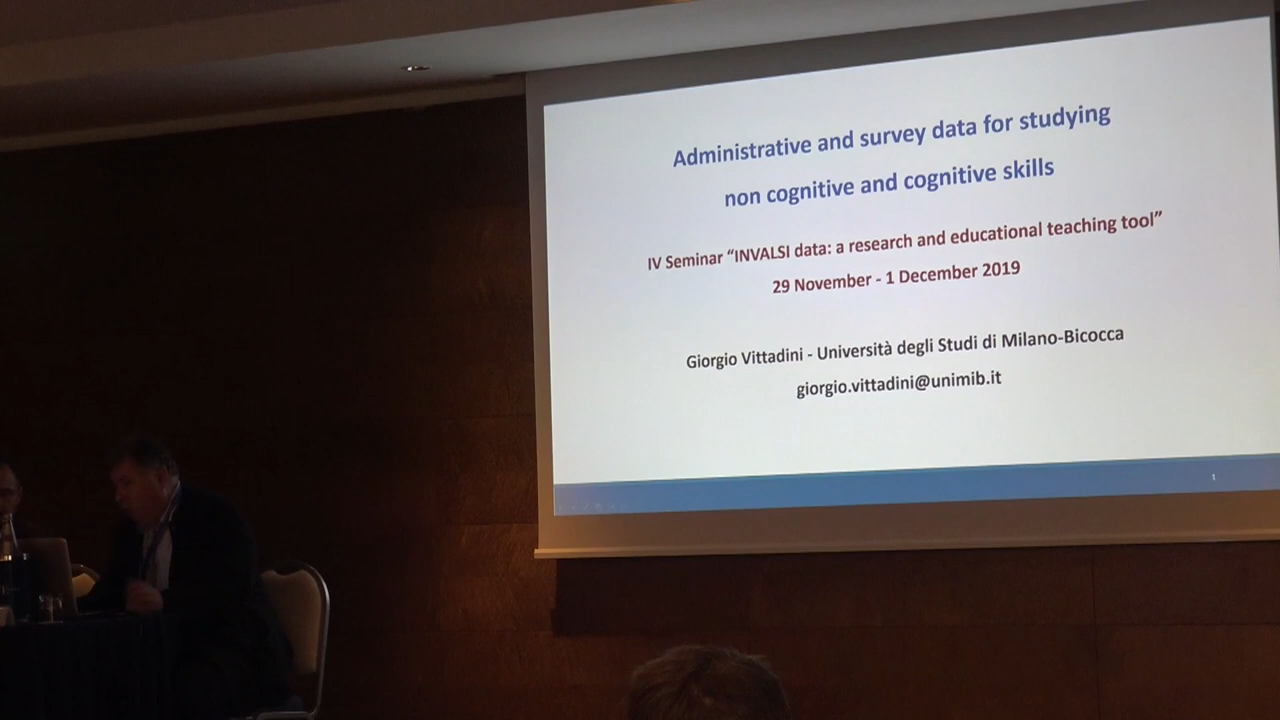 Administrative and survey data for studying
non cognitive and cognitive skills
IV Seminar “INVALSI data: a research and educational teaching tool”
29 November - 1 December 2019
Giorgio Vittadini - Università degli Studi di Milano-Bicocca
giorgio.vittadini@unimib.it
1